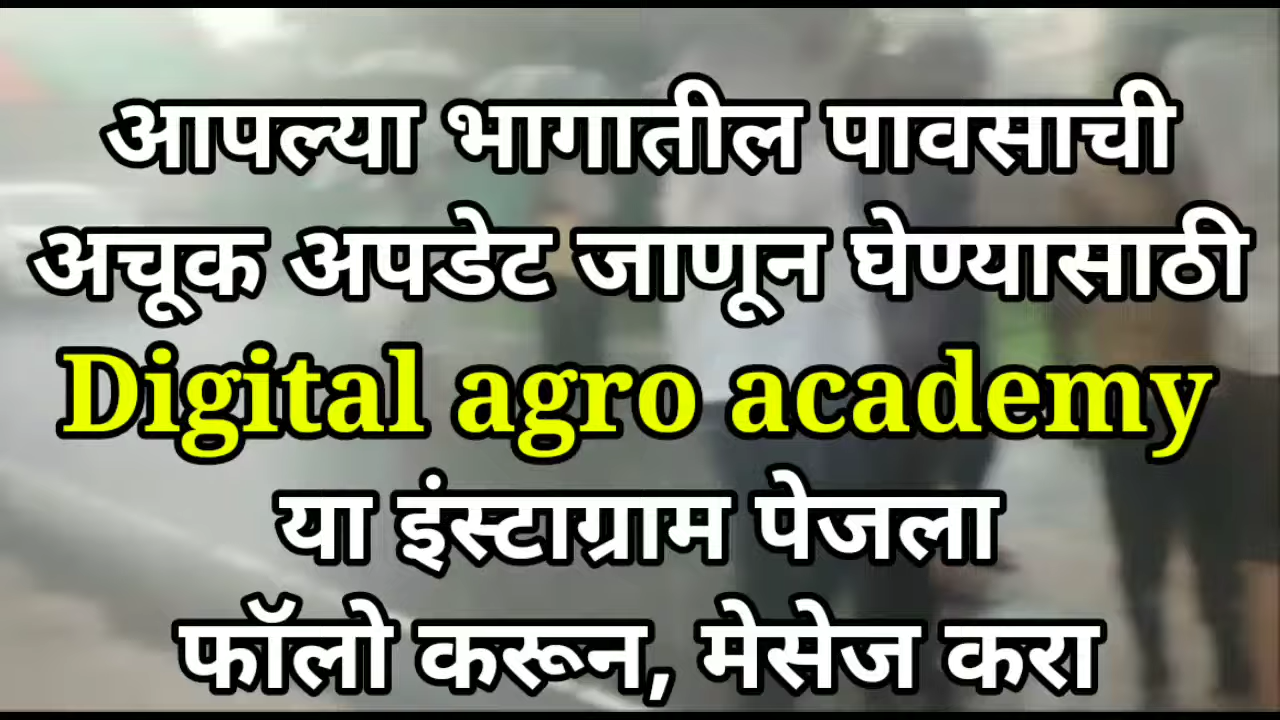 आपल्या भागातील पावसाची
अचूक अपडेट जाणून घेण्यासाठी
Digital agro academy
या इंस्टाग्राम पेजला
फॉलो करून, मेसेज करा